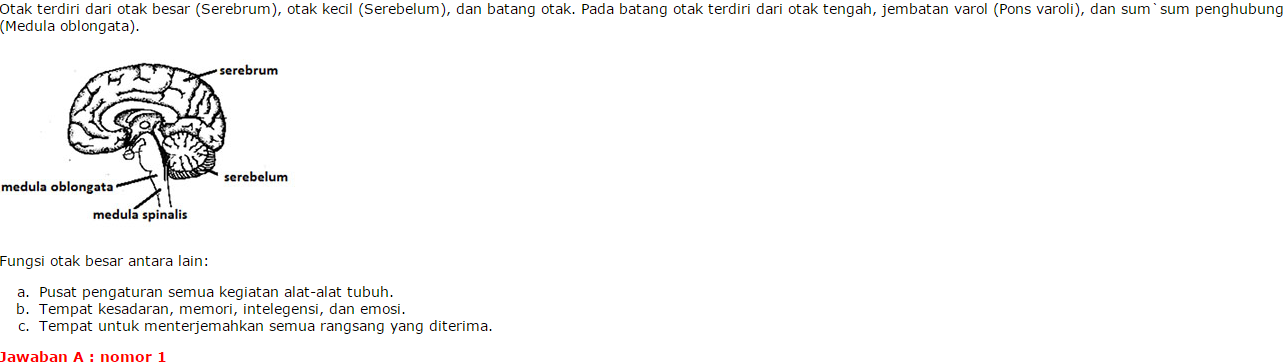 Otak terdiri dari otak besar (Serebrum), otak kecil (Serebelum), dan batang otak. Pada batang otak terdiri dari otak tengah, jembatan varol (Pons varoli), dan sum`sum penghubung
(Medula oblongata).
serebrum
serebelum
medula oblongata
medula spinalis
Fungsi otak besar antara lain:
a. Pusat pengaturan semua kegiatan alat-alat tubuh.
b. Tempat kesadaran, memori, intelegensi, dan emosi.
c. Tempat untuk menterjemahkan semua rangsang yang diterima.
Jawaban A : nomor 1